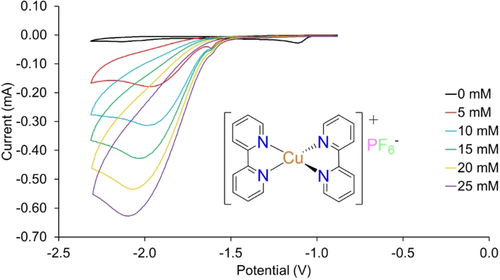 0.10
0.00
-0.10
-0.20
-0.30
-0.40
-0.50
-0.60
-0.70
Current (mA)
-2.5
-2.0
-1.5
-1.0
-0.5
0.0
Potential (V)
0 mM
5 mM
10 mM
15 mM
20 mM
25 mM
+
N
N
Cu
PF6-
N
N